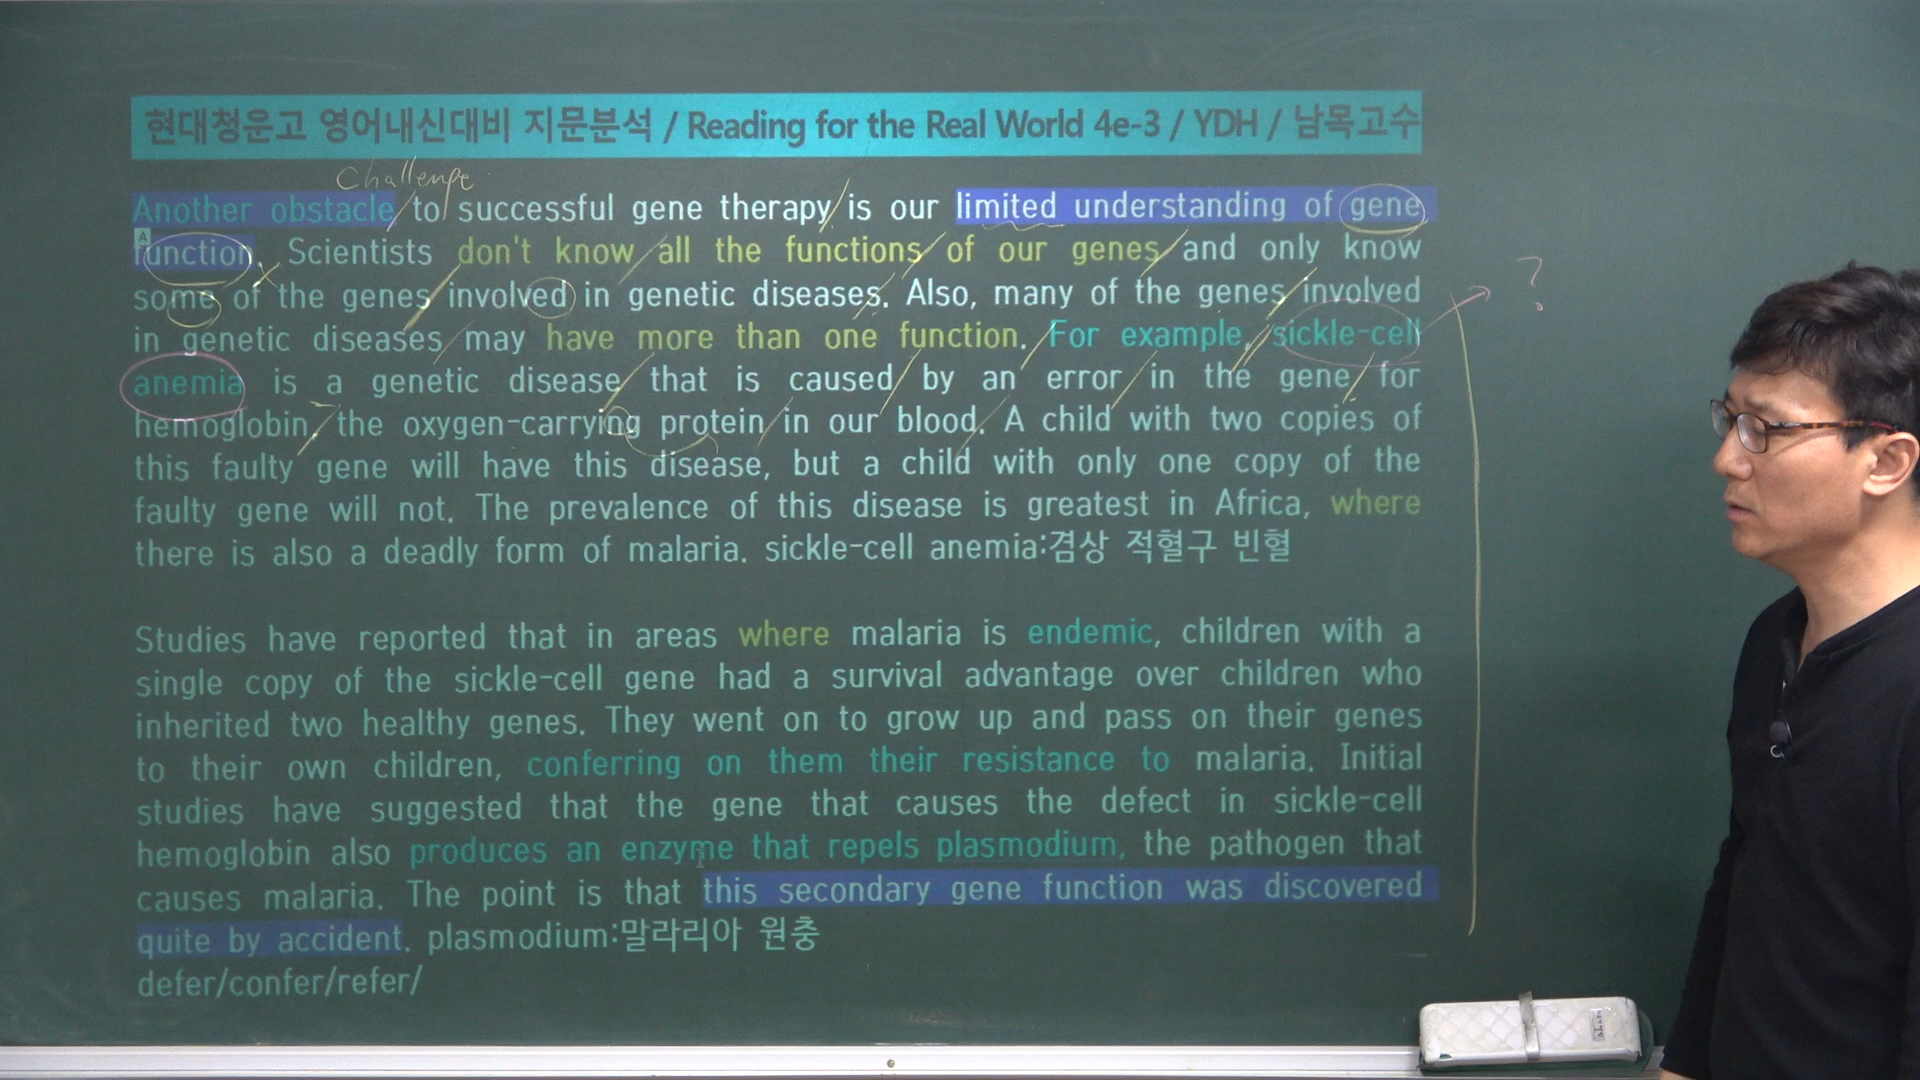 현대청운고 영어내신대비 지문분석 / Reading for the Real World 4e-3 / YDH / 남목고수
Challenge
Another obstacle to successful gene therapy is our limited understanding of gene
function. Scientists don't know all the functions of our genes and only know
some of the genes involved in genetic diseases. Also, many of the genes involved
in genetic diseases may have more than one function. For example, sickle-cell
anemia is a genetic disease that is caused by an error in the gene for
hemoglobin, the oxygen-carrying protein in our blood. A child with two copies of
this faulty gene will have this disease, but a child with only one copy of the
faulty gene will not. The prevalence of this disease is greatest in Africa, where
there is also a deadly form of malaria. sickle-cell anemia:겸상 적혈구 빈혈
Studies have reported that in areas where malaria is endemic, children with a
single copy of the sickle-cell gene had a survival advantage over children who
inherited two healthy genes. They went on to grow up and pass on their genes
to their own children, conferring on them their resistance to malaria. Initial
studies have suggested that the gene that causes the defect in sickle-cell
hemoglobin also produces an enzyme that repels plasmodium, the pathogen that
causes malaria. The point is that this secondary gene function was discovered
quite by accident. plasmodium:말라리아 원충
defer/confer/refer/
?